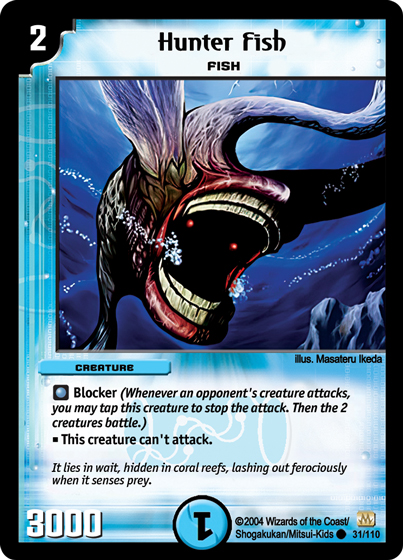 2
Hunter Fish
FISH
illus. Masateru Ikeda
CREATURE
Blocker (Whenever an opponent's creature attacks,
you may tap this creature to stop the attack. Then the 2
creatures battle.)
▪ This creature can't attack.
It lies in wait, hidden in coral reefs, lashing out ferociously
when it senses prey.
3000
1
©2004 Wizards of the Coast/
Shogakukan/Mitsui-Kids ● 31/110